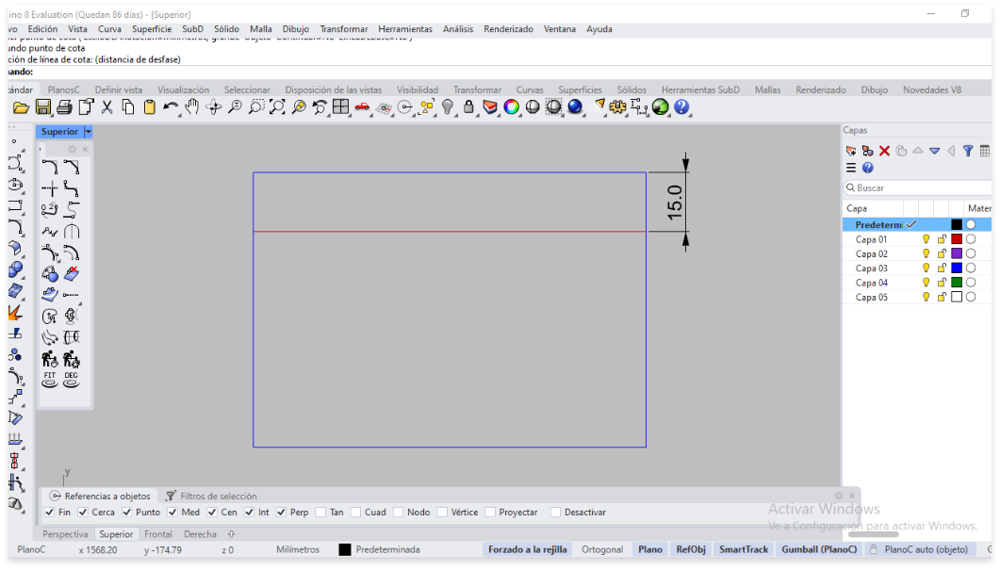 ino 8 Evaluation (Quedan 86 días) - [Superior]
vo Edición Vista Curva Superficie SubD Sólido Malla Dibujo Transformar Herramientas Análisis Renderizado Ventana Ayuda
undo punto de cota
ción de línea de cota: (distancia de desfase)
ando:
ándar PlanosC Definir vista Visualización Seleccionar Disposición de las vistas Visibilidad Transformar Curvas Superficies Sólidos Herramientas SubD Mallas Renderizado Dibujo Novedades V8
Superior
Capas
Buscar
Capa Mater
Predeterm
Capa 01
Capa 02
Capa 03
Capa 04
Capa 05
15.0
FIT DEG
y
Referencias a objetos Filtros de selección
Fin Cerca Punto Med Cen Int Perp Tan Cuad Nodo Vértice Proyectar Desactivar
Activar Windows
Ve a Configuración para activar Windows.
Perspectiva Superior Frontal Derecha
PlanoC x 1568.20 y -174.79 z 0 Milímetros Predeterminada Forzado a la rejilla Ortogonal Plano RefObj SmartTrack Gumball (PlanoC) PlanoC auto (objeto)